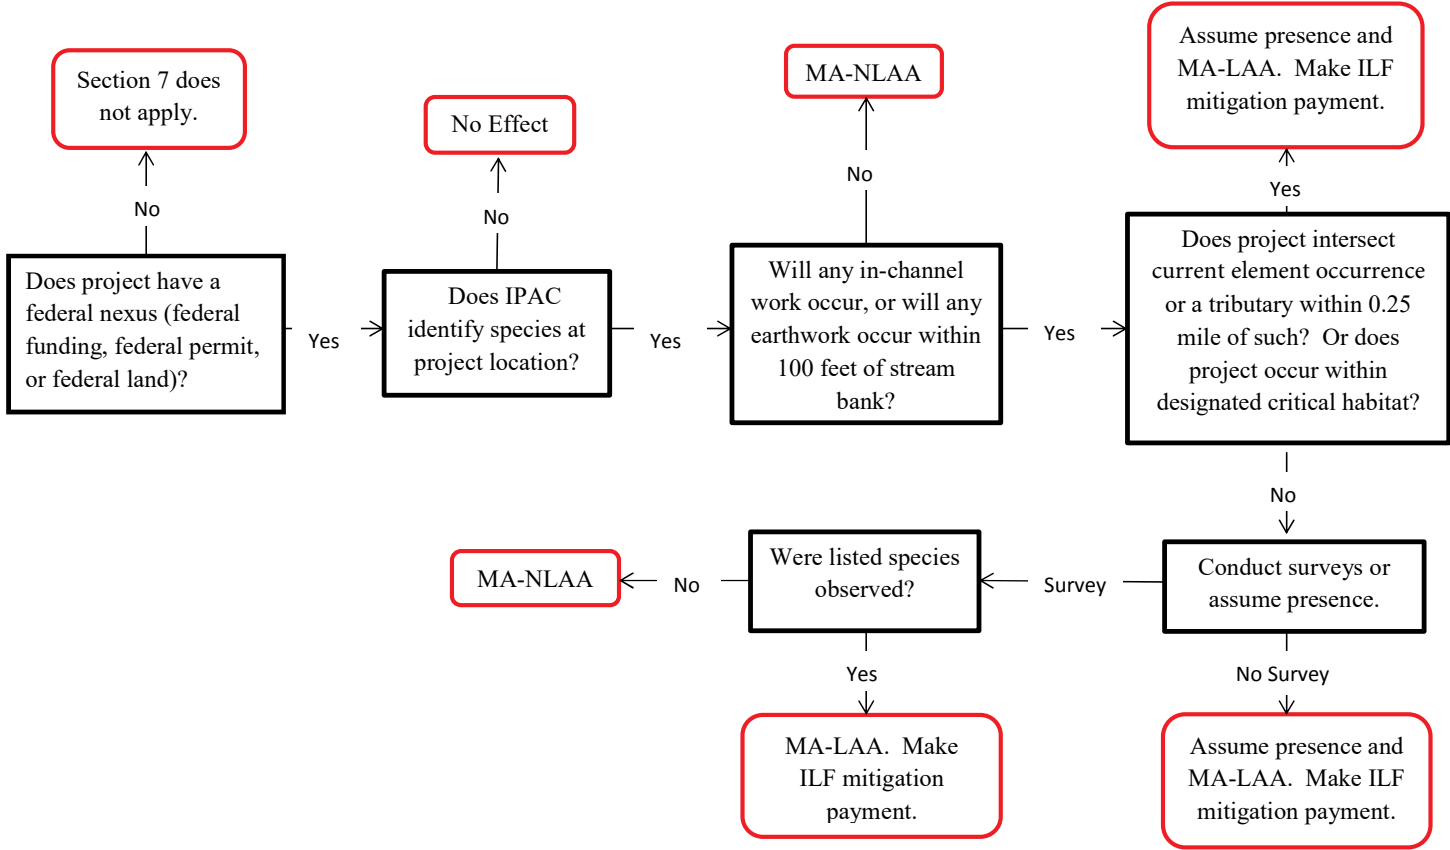 Section 7 does
not apply.
No Effect
MA-NLAA
Assume presence and
MA-LAA. Make ILF
mitigation payment.
No
No
No
Yes
Does project have a
federal nexus (federal
funding, federal permit,
or federal land)?
Yes
Does IPAC
identify species at
project location?
Yes
Will any in-channel
work occur, or will any
earthwork occur within
100 feet of stream
bank?
Yes
Does project intersect
current element occurrence
or a tributary within 0.25
mile of such? Or does
project occur within
designated critical habitat?
No
Conduct surveys or
assume presence.
Survey
Were listed species
observed?
No
MA-NLAA
Yes
No Survey
MA-LAA. Make
ILF mitigation
payment.
Assume presence and
MA-LAA. Make ILF
mitigation payment.